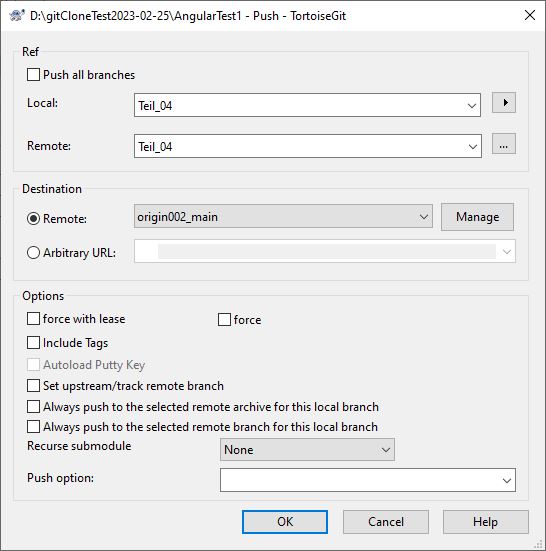 D:\gitCloneTest2023-02-25\AngularTest1 - Push - TortoiseGit
Ref
Push all branches
Local:
Teil_04
Remote:
Teil_04
...
Destination
Remote:
origin002_main
Manage
Arbitrary URL:
Options
force with lease
force
Include Tags
Autoload Putty Key
Set upstream/track remote branch
Always push to the selected remote archive for this local branch
Always push to the selected remote branch for this local branch
Recurse submodule
None
Push option:
OK
Cancel
Help